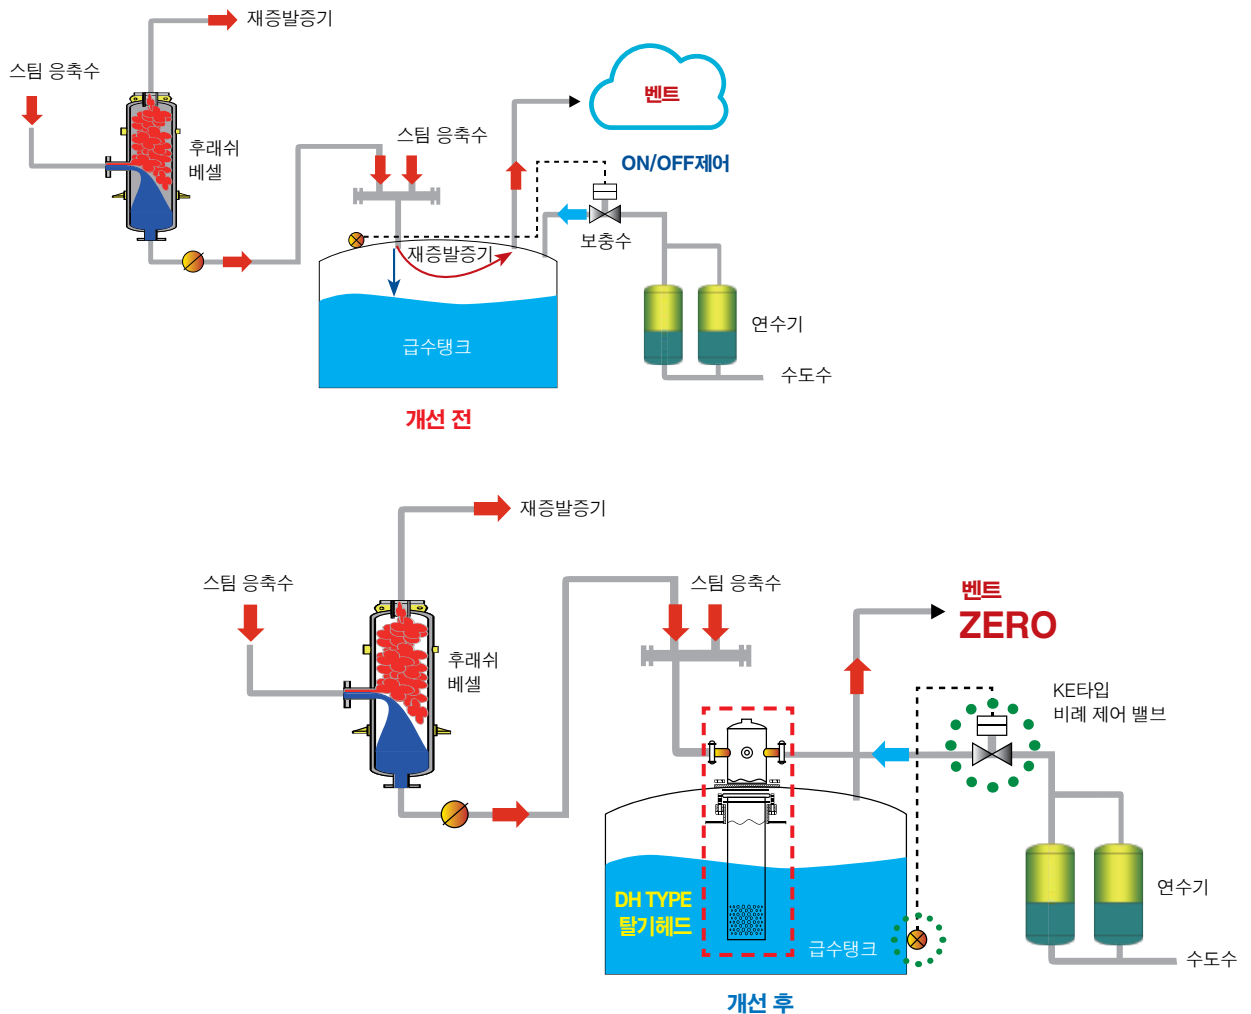 재증발증기
스팀 응축수
벤트
스팀 응축수
후래쉬
베셀
ON/OFF제어
보충수
재증발증기
연수기
급수탱크
수도수
개선 전
재증발증기
스팀 응축수
스팀 응축수
벤트
ZERO
후래쉬
베셀
KE타입
비례 제어 밸브
DH TYPE
탈기헤드
연수기
급수탱크
수도수
개선 후